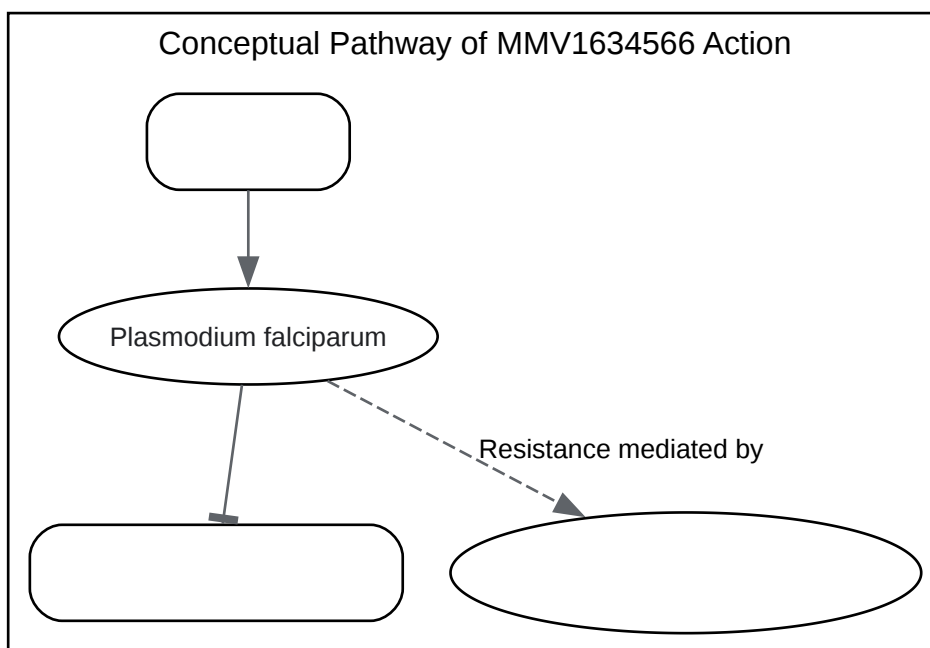 Conceptual Pathway of MMV1634566 Action
Plasmodium falciparum
Resistance mediated by